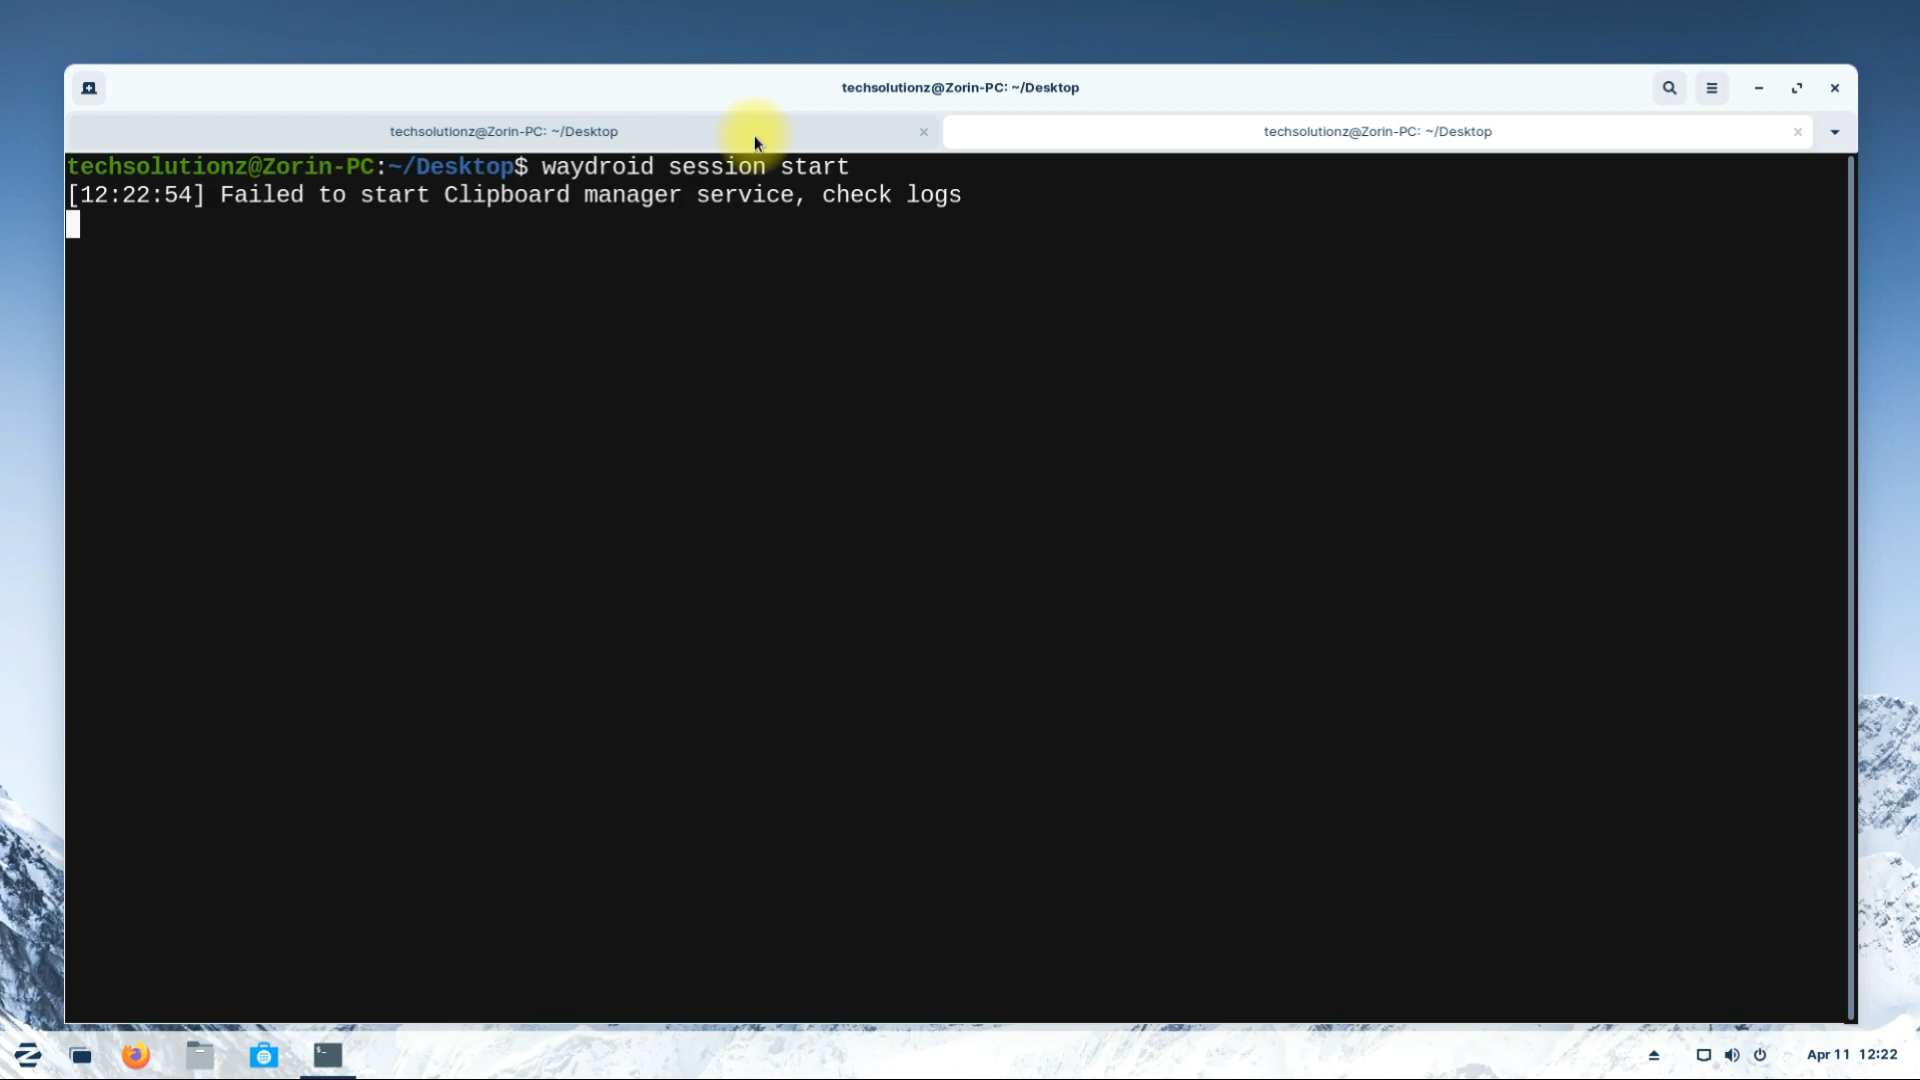 techsolutionz@Zorin-PC: ~/Desktop
techsolutionz@Zorin-PC: ~/Desktop
techsolutionz@Zorin-PC: ~/Desktop
techsolutionz@Zorin-PC:~/Desktop$ waydroid session start
[12:22:54] Failed to start Clipboard manager service, check logs
Apr 11 12:22